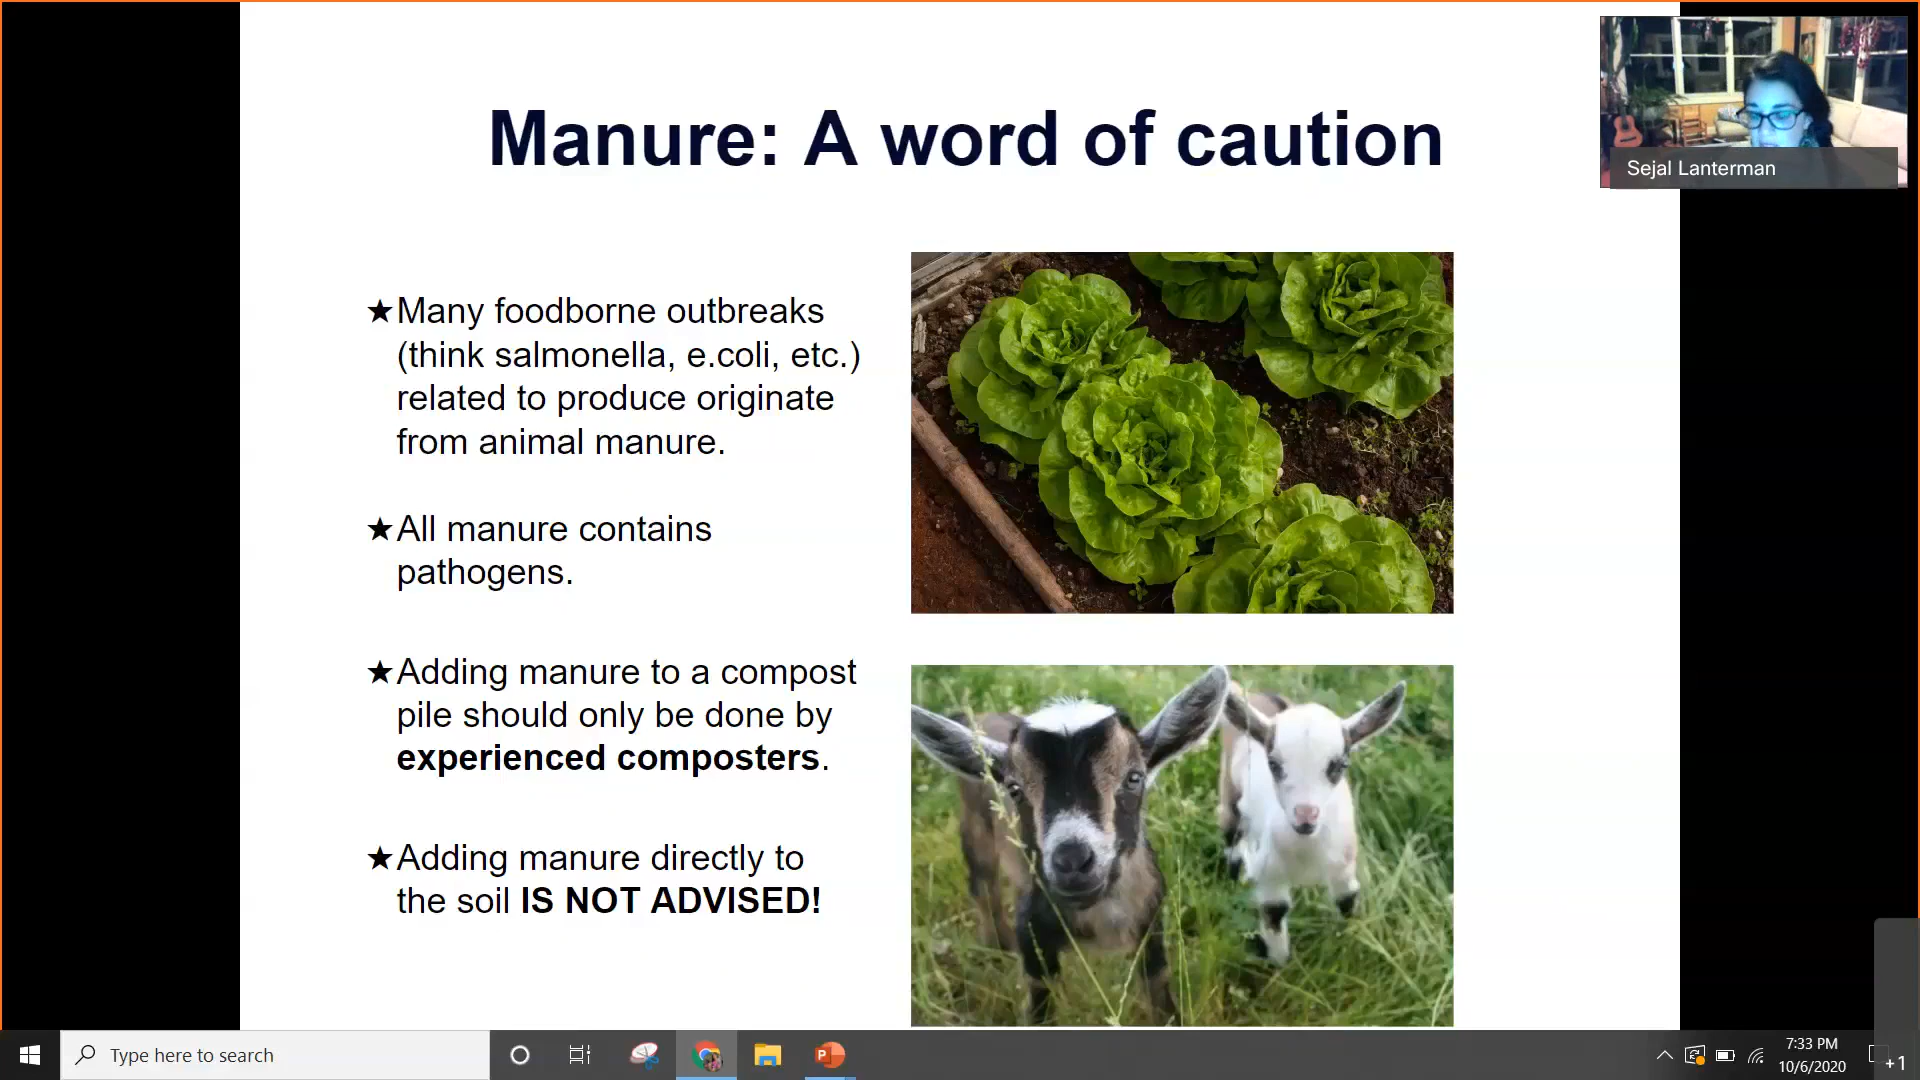 Manure: A word of caution
Sejal Lanterman
★Many foodborne outbreaks
(think salmonella, e.coli, etc.)
related to produce originate
from animal manure.
★All manure contains
pathogens.
★Adding manure to a compost
pile should only be done by
experienced composters.
★Adding manure directly to
the soil IS NOT ADVISED!
Type here to search
7:33 PM
10/6/2020
+1